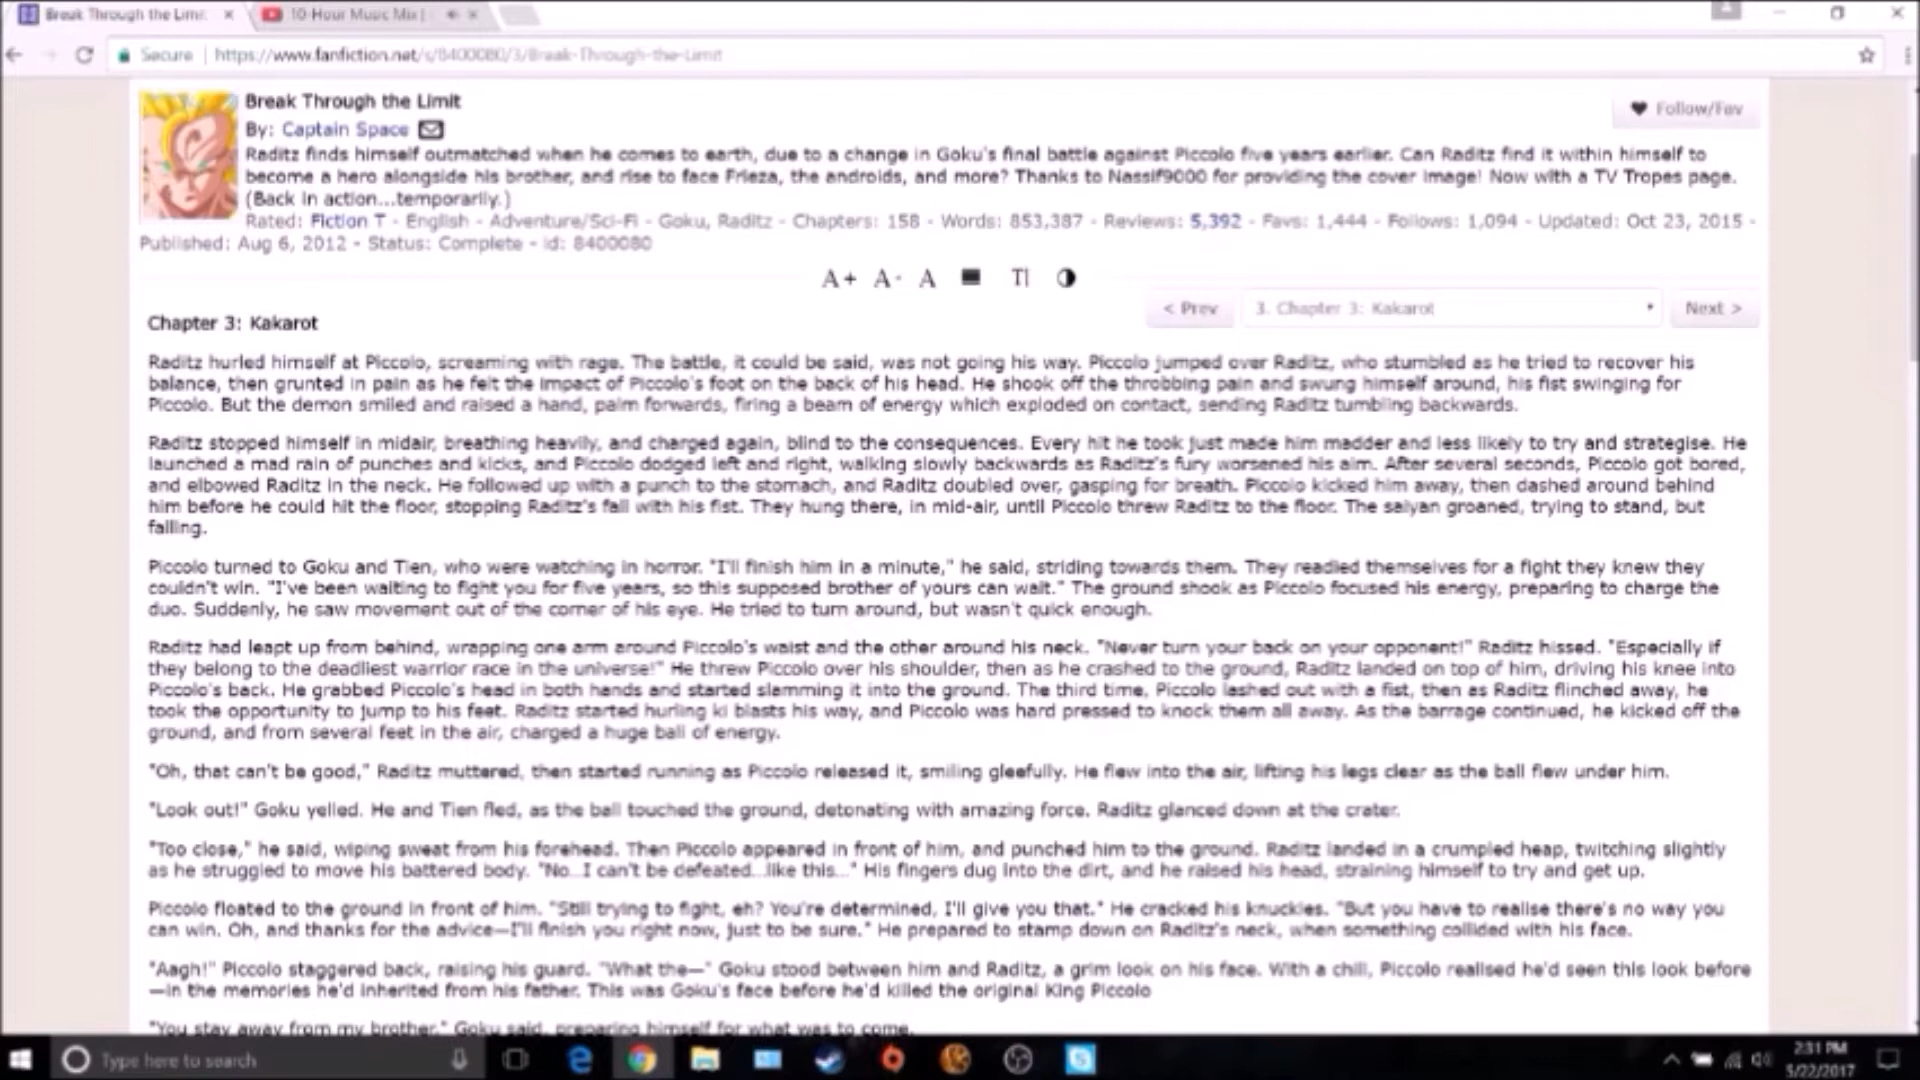 Break Through the Limi
10-Hour Music Mix |
Secure | https://www.fanfiction.net/s/8400080/3/Break-Through-the-Limit
Break Through the Limit
Follow/Fav
By: Captain Space
Raditz finds himself outmatched when he comes to earth, due to a change in Goku's final battle against Piccolo five years earlier. Can Raditz find it within himself to
become a hero alongside his brother, and rise to face Frieza, the androids, and more? Thanks to Nassif9000 for providing the cover image! Now with a TV Tropes page.
(Back in action...temporarily.)
Rated: Fiction T - English - Adventure/Sci-Fi - Goku, Raditz - Chapters: 158 - Words: 853,387 - Reviews: 5,392 - Favs: 1,444 - Follows: 1,094 - Updated: Oct 23, 2015 -
Published: Aug 6, 2012 - Status: Complete - id: 8400080
A+ A- A TI
< Prev 3. Chapter 3: Kakarot Next >
Chapter 3: Kakarot
Raditz hurled himself at Piccolo, screaming with rage. The battle, it could be said, was not going his way. Piccolo jumped over Raditz, who stumbled as he tried to recover his
balance, then grunted in pain as he felt the impact of Piccolo's foot on the back of his head. He shook off the throbbing pain and swung himself around, his fist swinging for
Piccolo. But the demon smiled and raised a hand, palm forwards, firing a beam of energy which exploded on contact, sending Raditz tumbling backwards.
Raditz stopped himself in midair, breathing heavily, and charged again, blind to the consequences. Every hit he took just made him madder and less likely to try and strategise. He
launched a mad rain of punches and kicks, and Piccolo dodged left and right, walking slowly backwards as Raditz's fury worsened his aim. After several seconds, Piccolo got bored,
and elbowed Raditz in the neck. He followed up with a punch to the stomach, and Raditz doubled over, gasping for breath. Piccolo kicked him away, then dashed around behind
him before he could hit the floor, stopping Raditz's fall with his fist. They hung there, in mid-air, until Piccolo threw Raditz to the floor. The saiyan groaned, trying to stand, but
falling.
Piccolo turned to Goku and Tien, who were watching in horror. "I'll finish him in a minute," he said, striding towards them. They readied themselves for a fight they knew they
couldn't win. "I've been waiting to fight you for five years, so this supposed brother of yours can wait." The ground shook as Piccolo focused his energy, preparing to charge the
duo. Suddenly, he saw movement out of the corner of his eye. He tried to turn around, but wasn't quick enough.
Raditz had leapt up from behind, wrapping one arm around Piccolo's waist and the other around his neck. "Never turn your back on your opponent!" Raditz hissed. "Especially if
they belong to the deadliest warrior race in the universe!" He threw Piccolo over his shoulder, then as he crashed to the ground, Raditz landed on top of him, driving his knee into
Piccolo's back. He grabbed Piccolo's head in both hands and started slamming it into the ground. The third time, Piccolo lashed out with a fist, then as Raditz flinched away, he
took the opportunity to jump to his feet. Raditz started hurling ki blasts his way, and Piccolo was hard pressed to knock them all away. As the barrage continued, he kicked off the
ground, and from several feet in the air, charged a huge ball of energy.
"Oh, that can't be good," Raditz muttered, then started running as Piccolo released it, smiling gleefully. He flew into the air, lifting his legs clear as the ball flew under him.
"Look out!" Goku yelled. He and Tien fled, as the ball touched the ground, detonating with amazing force. Raditz glanced down at the crater.
"Too close," he said, wiping sweat from his forehead. Then Piccolo appeared in front of him, and punched him to the ground. Raditz landed in a crumpled heap, twitching slightly
as he struggled to move his battered body. "No...I can't be defeated...like this..." His fingers dug into the dirt, and he raised his head, straining himself to try and get up.
Piccolo floated to the ground in front of him. "Still trying to fight, eh? You're determined, I'll give you that." He cracked his knuckles. "But you have to realise there's no way you
can win. Oh, and thanks for the advice—I'll finish you right now, just to be sure." He prepared to stamp down on Raditz's neck, when something collided with his face.
"Aagh!" Piccolo staggered back, raising his guard. "What the—" Goku stood between him and Raditz, a grim look on his face. With a chill, Piccolo realised he'd seen this look before
—in the memories he'd inherited from his father. This was Goku's face before he'd killed the original King Piccolo
"You stay away from my brother," Goku said, preparing himself for what was to come.
Type here to search
2:31 PM
5/22/2017